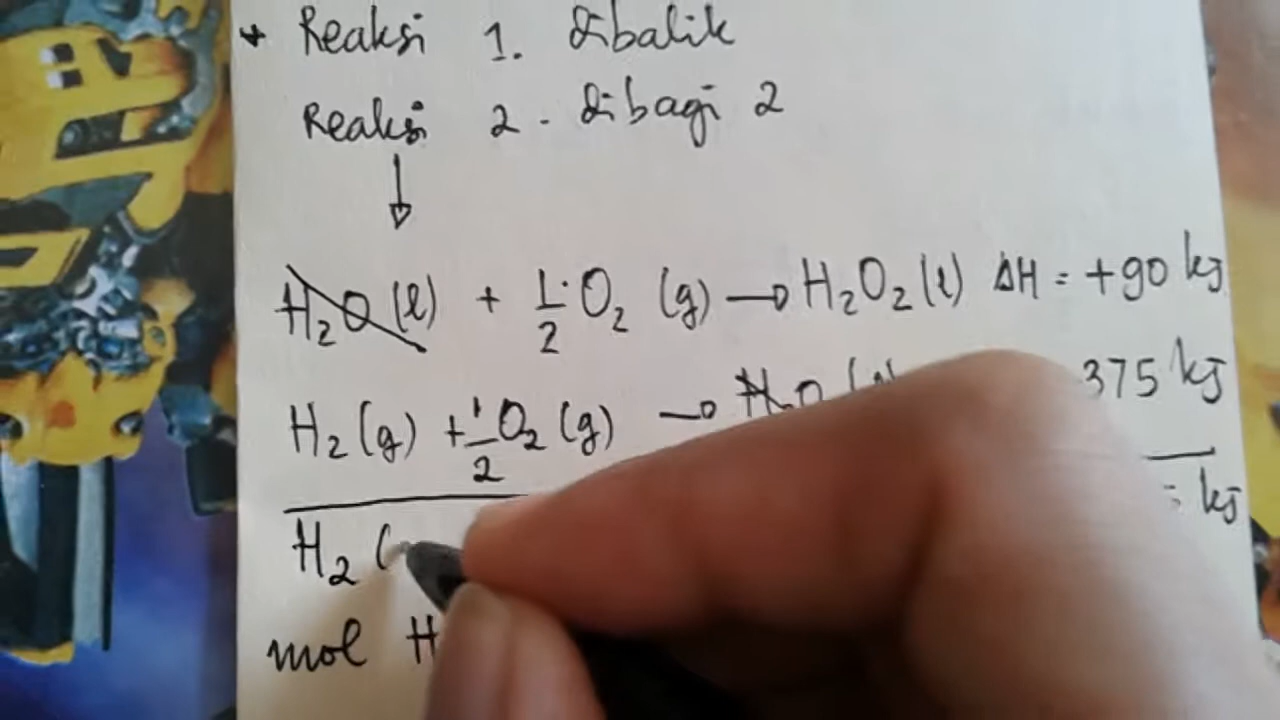 Reaksi 1. dibalik
Reaksi 2. dibagi 2
↓
H₂O (l) + 1/2 O₂ (g) → H₂O₂ (l) ΔH = +90 kJ
H₂ (g) + 1/2 O₂ (g) → H₂O 375 kJ
H₂ ( = kJ
mol H